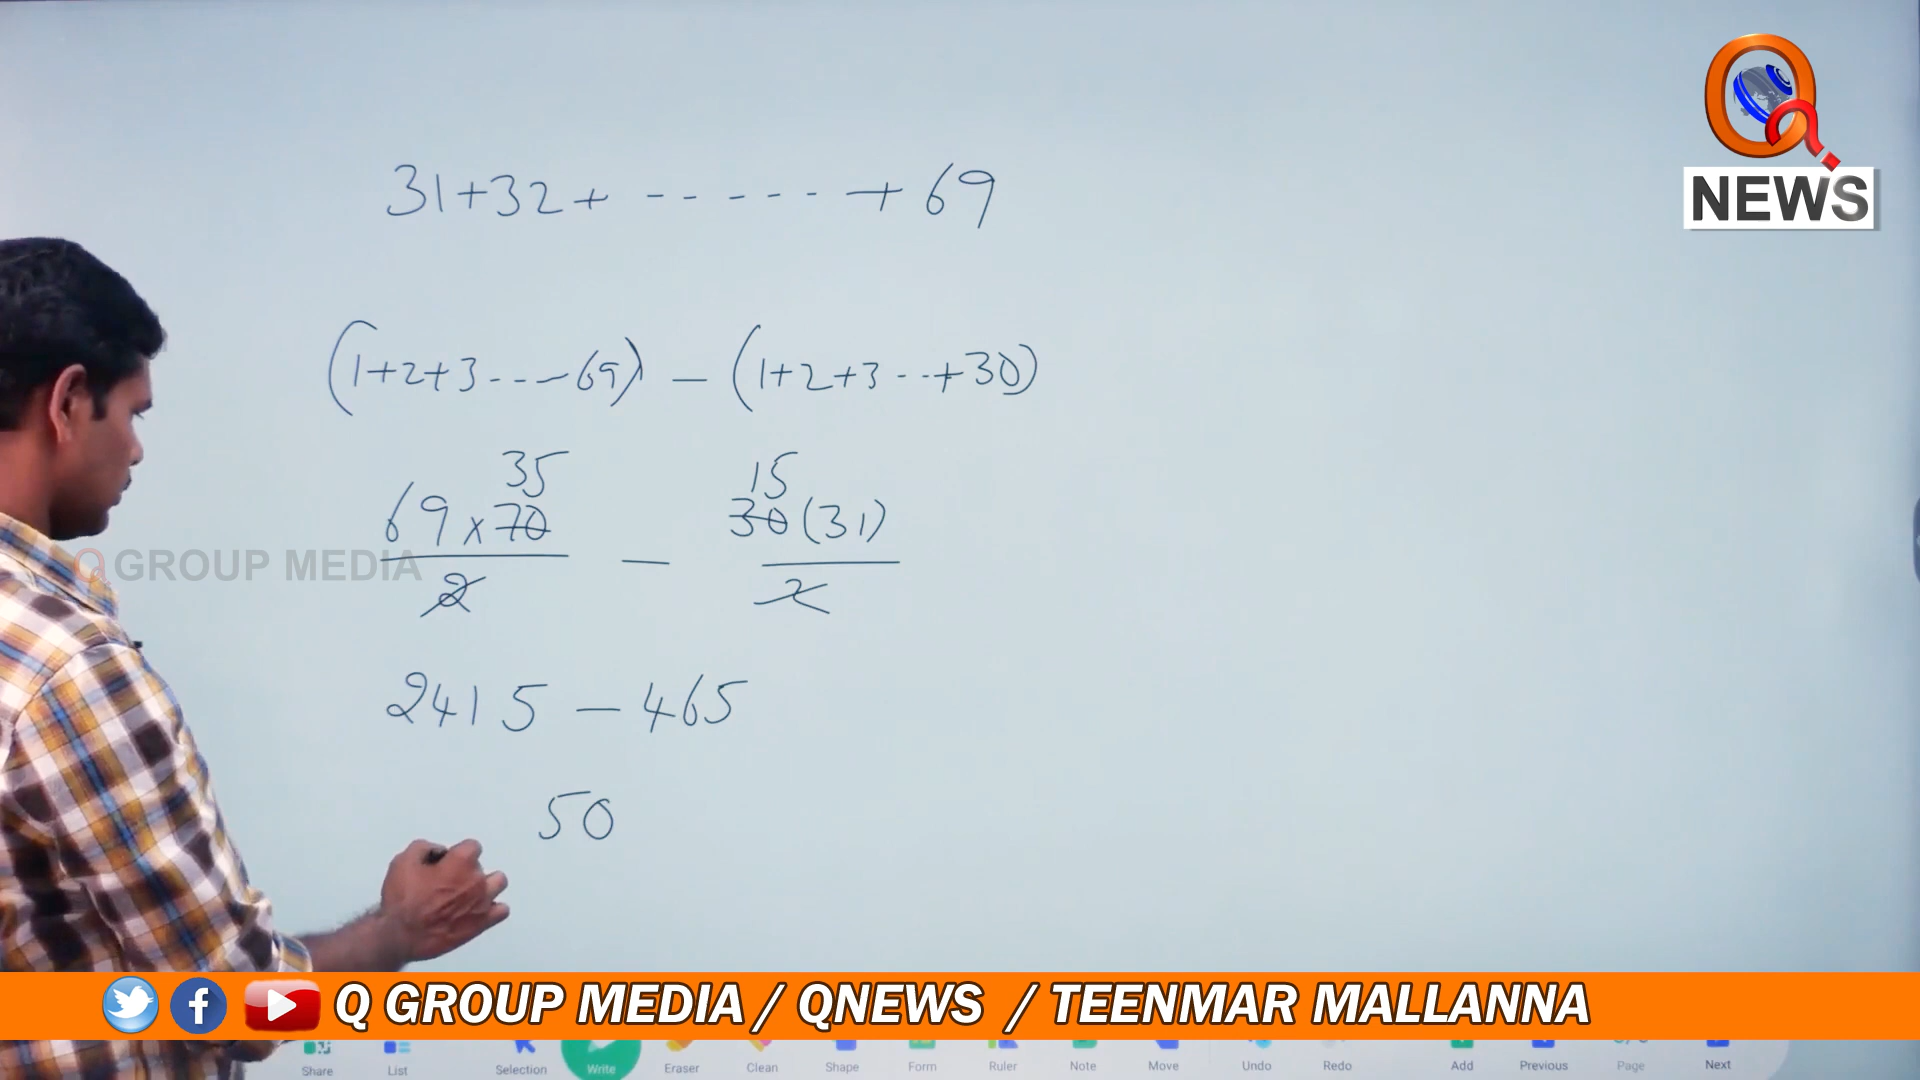 NEWS
31+32+ ------ + 69
(1+2+3---- 69) — (1+2+3 --+30)
35 15
69 x 70 30(31)
Q GROUP MEDIA —
2 2
2415 — 465
50
Q GROUP MEDIA / QNEWS / TEENMAR MALLANNA
Share List Selection Write Eraser Clean Shape Form Ruler Note Move Undo Redo Add Previous Page Next